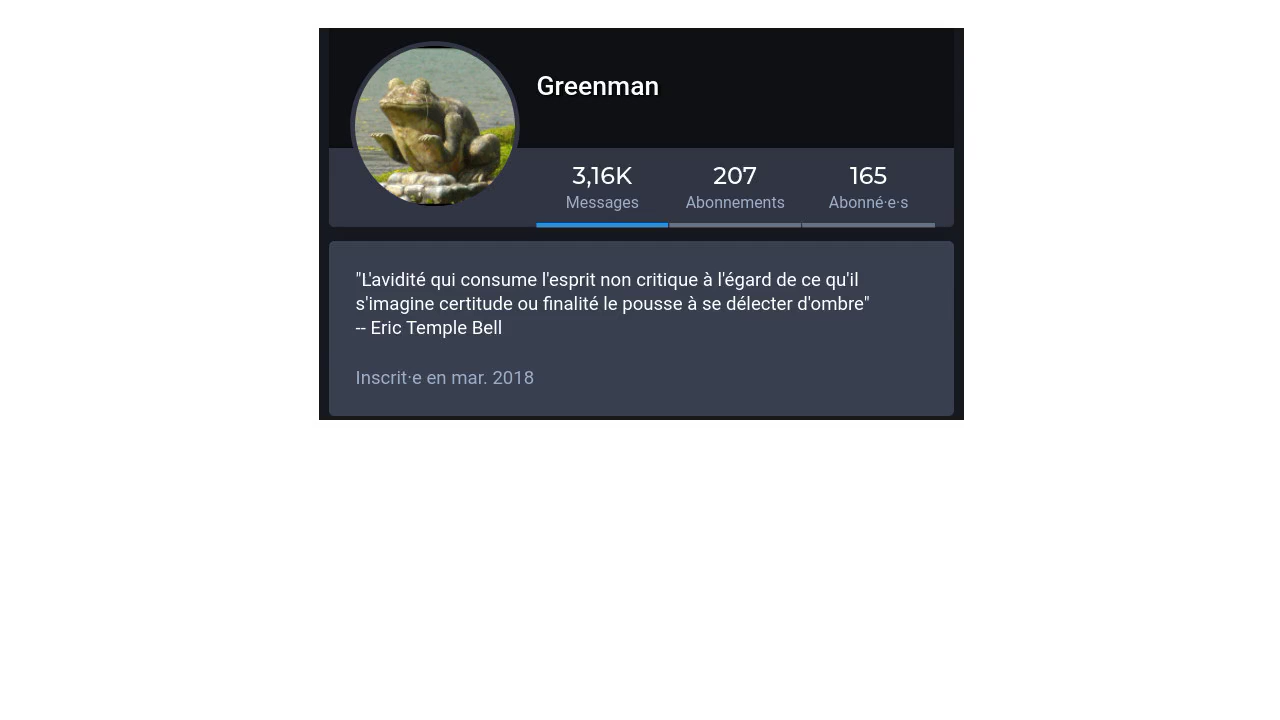 Greenman
3,16K
Messages
207
Abonnements
165
Abonné·e·s
"L'avidité qui consume l'esprit non critique à l'égard de ce qu'il
s'imagine certitude ou finalité le pousse à se délecter d'ombre"
-- Eric Temple Bell
Inscrit·e en mar. 2018